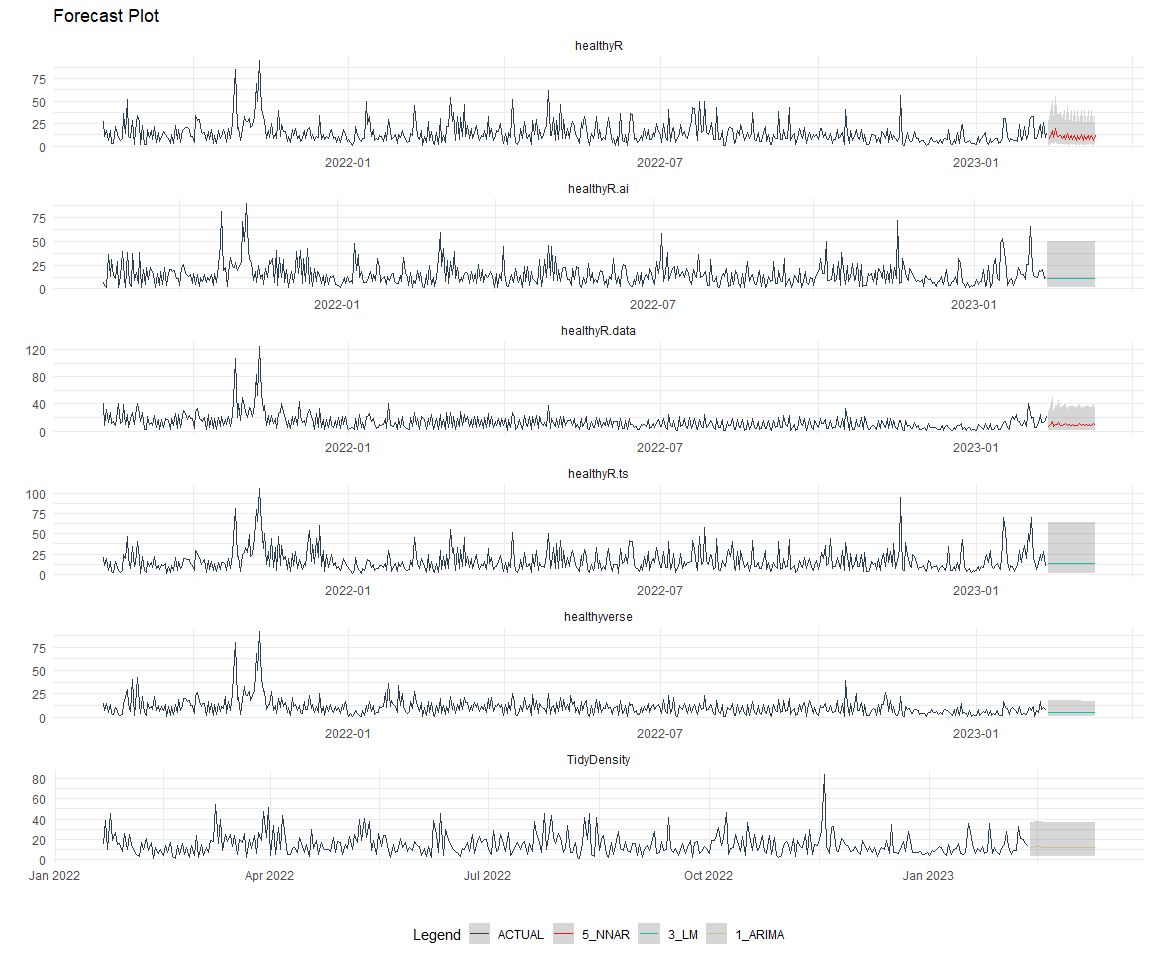 Forecast Plot
healthyR
75
50
25
0
2022-01 2022-07 2023-01
healthyR.ai
75
50
25
0
2022-01 2022-07 2023-01
healthyR.data
120
80
40
0
2022-01 2022-07 2023-01
healthyR.ts
100
75
50
25
0
2022-01 2022-07 2023-01
healthyverse
75
50
25
0
2022-01 2022-07 2023-01
TidyDensity
80
60
40
20
0
Jan 2022 Apr 2022 Jul 2022 Oct 2022 Jan 2023
Legend ACTUAL 5_NNAR 3_LM 1_ARIMA